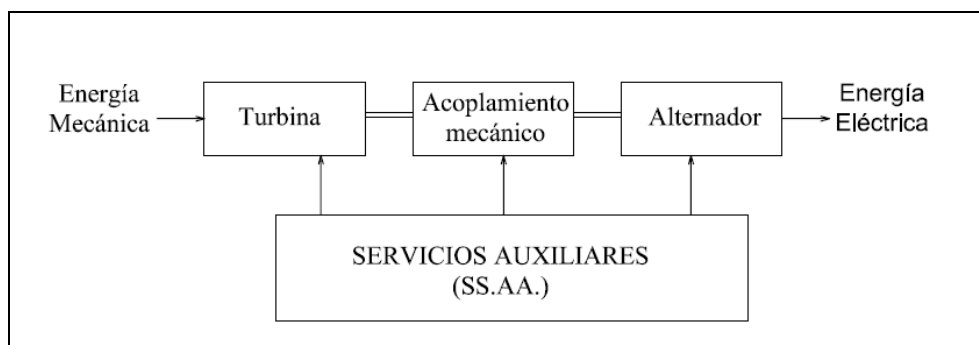 Energía
Mecánica
Turbina
Acoplamiento
mecánico
Alternador
Energía
Eléctrica
SERVICIOS AUXILIARES
(SS.AA.)